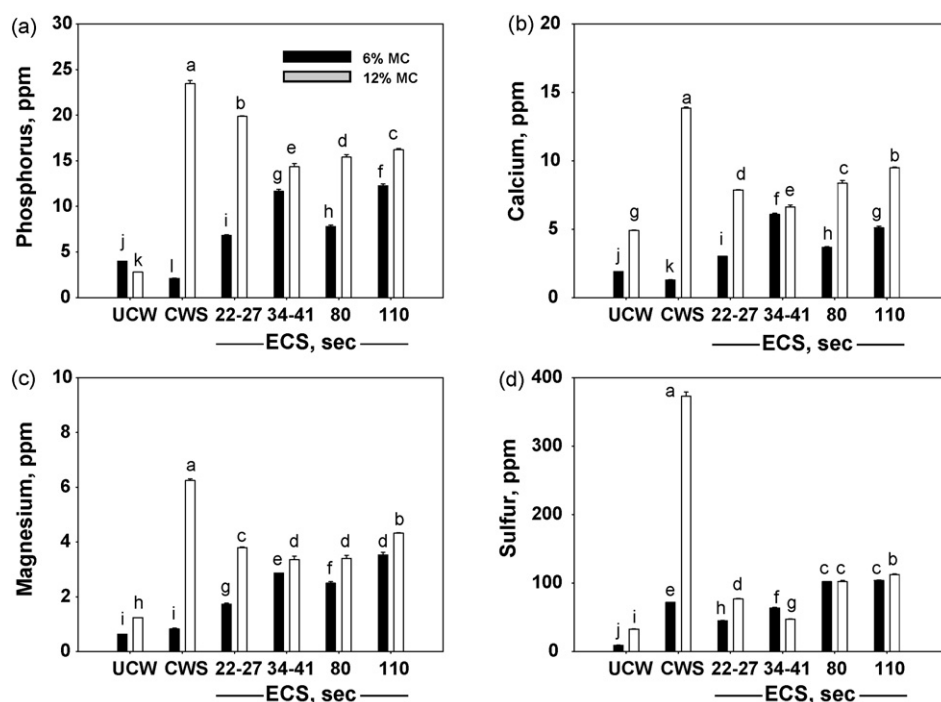 (a)
Phosphorus, ppm
30
25
20
15
10
5
0
6% MC
12% MC
j k l a i b g e h d f c
UCW CWS 22-27 34-41 80 110
ECS, sec
(b)
Calcium, ppm
20
15
10
5
0
j g k a i d f e h c g b
UCW CWS 22-27 34-41 80 110
ECS, sec
(c)
Magnesium, ppm
10
8
6
4
2
0
i h i a g c e d f d d b
UCW CWS 22-27 34-41 80 110
ECS, sec
(d)
Sulfur, ppm
400
300
200
100
0
j i e a h d f g c c c b
UCW CWS 22-27 34-41 80 110
ECS, sec